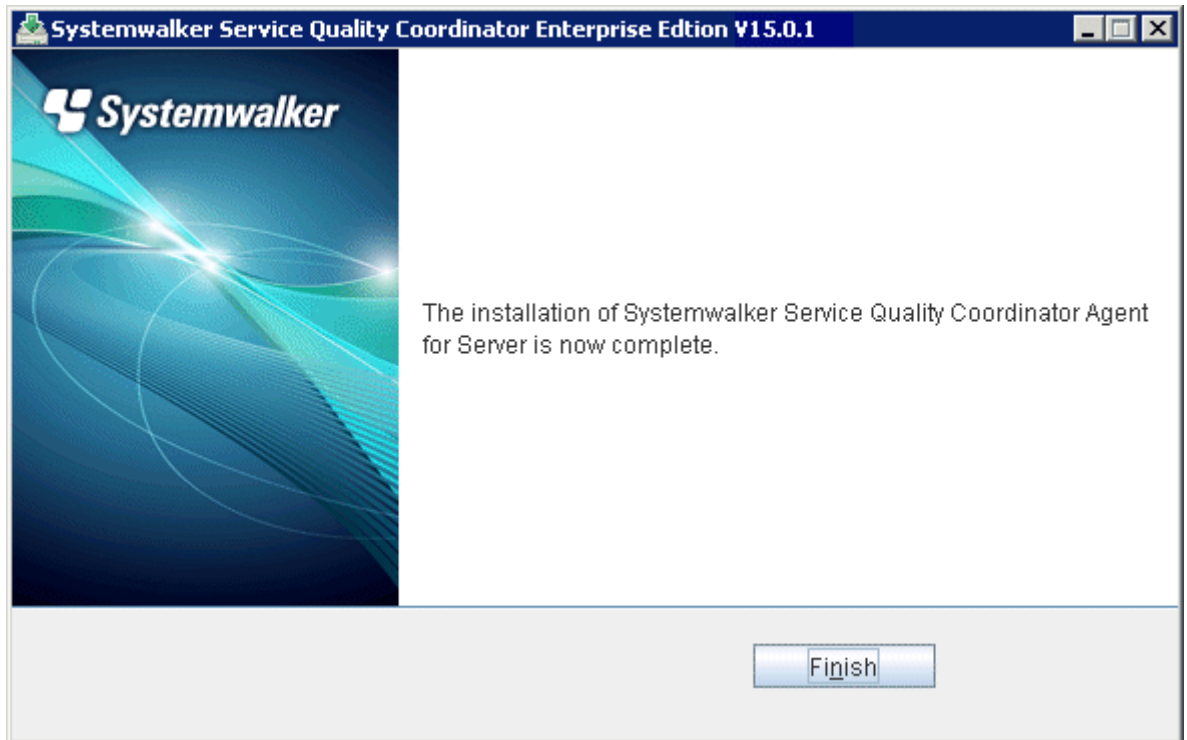 Systemwalker Service Quality Coordinator Enterprise Edtion V15.0.1
Systemwalker
The installation of Systemwalker Service Quality Coordinator Agent
for Server is now complete.
Finish